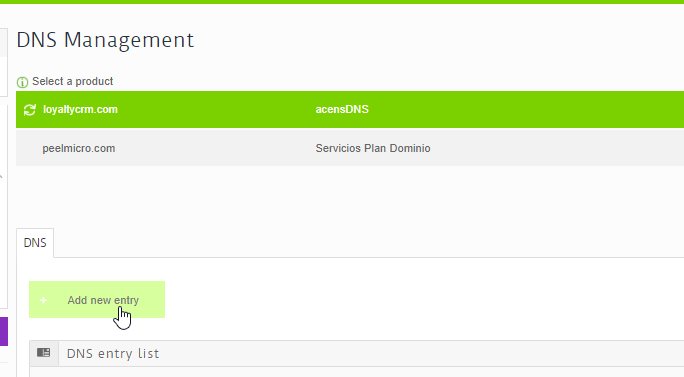 DNS Management
Select a product
loyaltycrm.com acensDNS
peelmicro.com Servicios Plan Dominio
DNS
+ Add new entry
DNS entry list